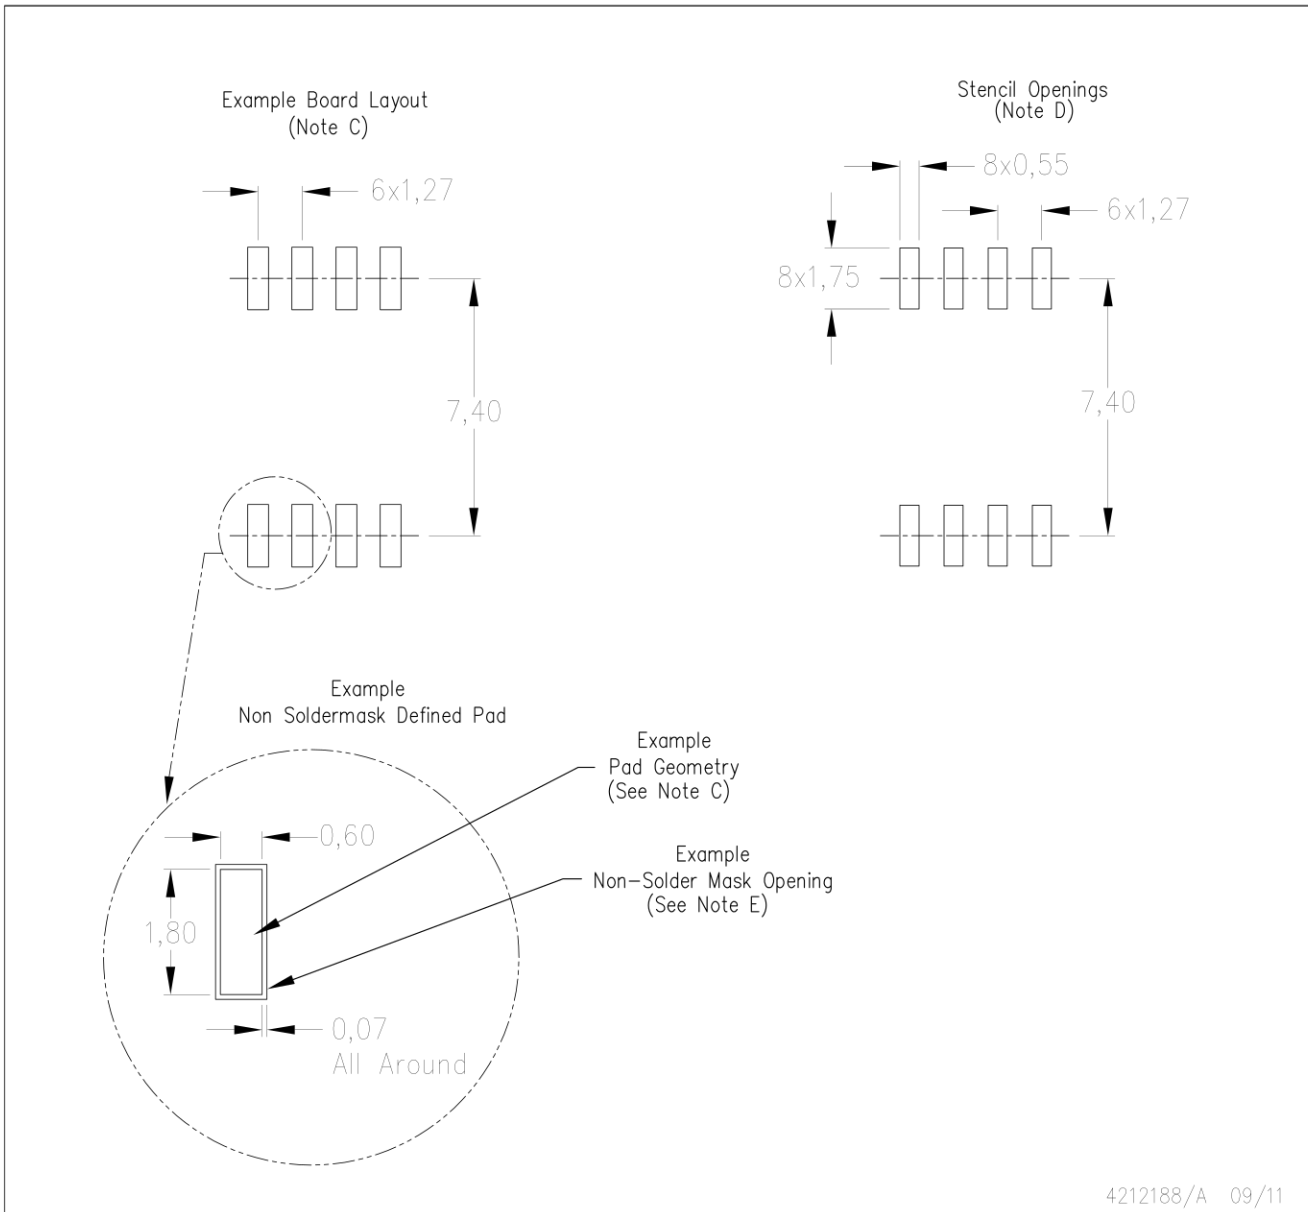 Example Board Layout
(Note C)
6x1,27
7,40
Stencil Openings
(Note D)
8x0,55
6x1,27
8x1,75
7,40
Example
Non Soldermask Defined Pad
Example
Pad Geometry
(See Note C)
0,60
Example
Non-Solder Mask Opening
(See Note E)
1,80
0,07
All Around
4212188/A 09/11